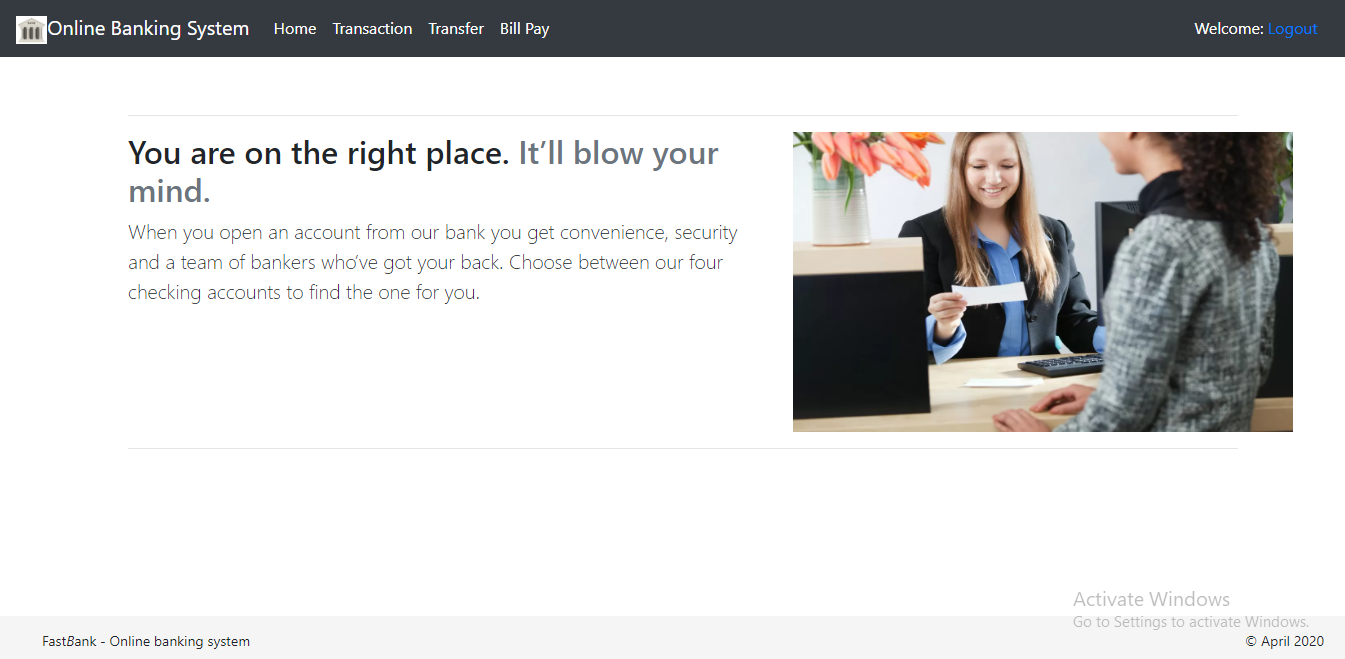 Online Banking System Home Transaction Transfer Bill Pay Welcome: Logout
You are on the right place. It’ll blow your
mind.
When you open an account from our bank you get convenience, security
and a team of bankers who’ve got your back. Choose between our four
checking accounts to find the one for you.
Activate Windows
Go to Settings to activate Windows.
FastBank - Online banking system © April 2020